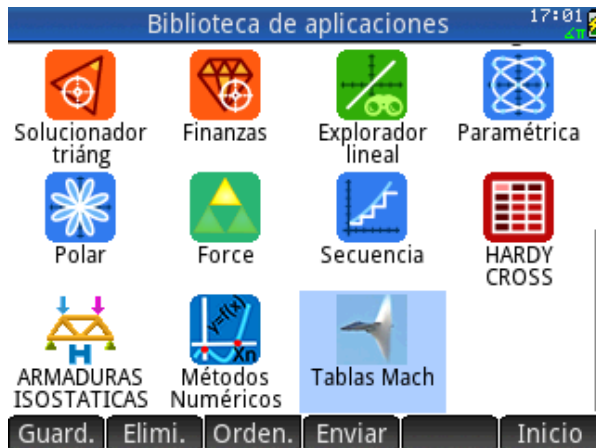 Biblioteca de aplicaciones
17:01
∡π
Solucionador
triáng
Finanzas
Explorador
lineal
Paramétrica
Polar
Force
Secuencia
HARDY
CROSS
H
ARMADURAS
ISOSTATICAS
y=f(x)
Xn
Métodos
Numéricos
Tablas Mach
Guard.
Elimi.
Orden.
Enviar
Inicio